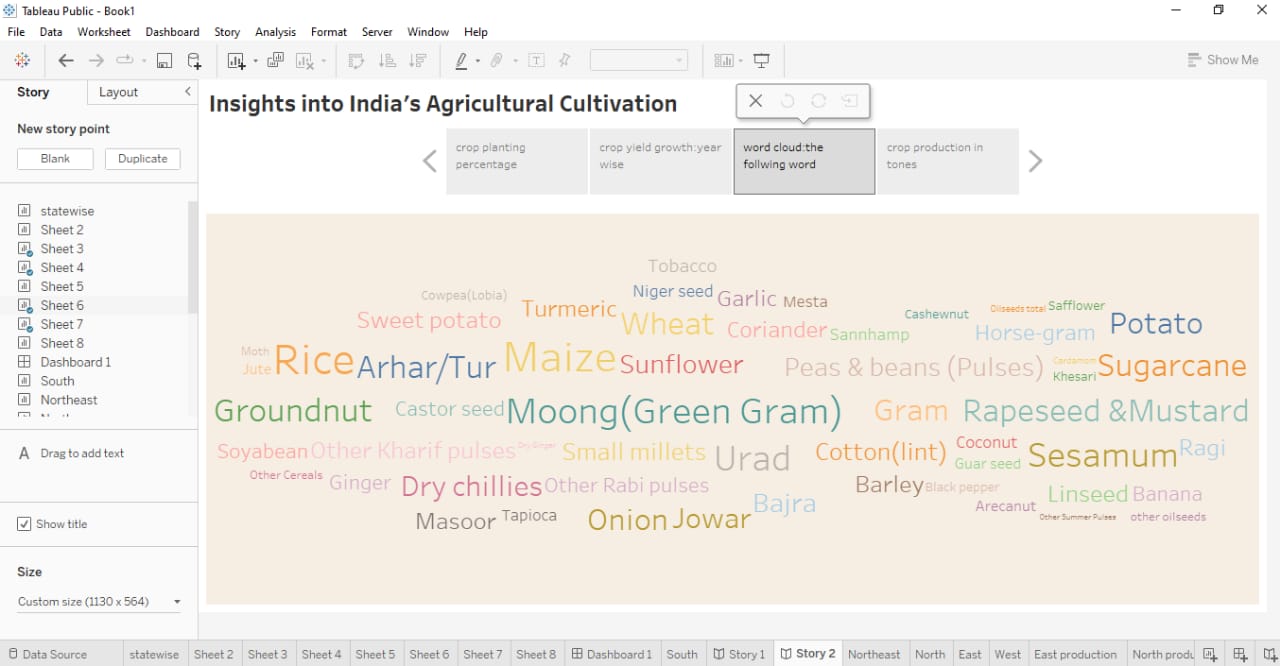 Tableau Public - Book1
File Data Worksheet Dashboard Story Analysis Format Server Window Help
Show Me
Story Layout
New story point
Blank Duplicate
statewise
Sheet 2
Sheet 3
Sheet 4
Sheet 5
Sheet 6
Sheet 7
Sheet 8
Dashboard 1
South
Northeast
A Drag to add text
Show title
Size
Custom size (1130 x 564)
Insights into India's Agricultural Cultivation
crop planting
percentage
crop yield growth:year
wise
word cloud:the
follwing word
crop production in
tones
Tobacco
Cowpea(Lobia) Niger seed Garlic Mesta
Turmeric Cashewnut Oilseeds total Safflower
Sweet potato Wheat Coriander Sannhamp Horse-gram Potato
Moth
Jute Rice Arhar/Tur Maize Sunflower Peas & beans (Pulses) Cardamom Khesari Sugarcane
Groundnut Castor seed Moong(Green Gram) Gram Rapeseed &Mustard
Soyabean Other Kharif pulses Dry Ginger Small millets Urad Cotton(lint) Coconut Guar seed Sesamum Ragi
Other Cereals Ginger Dry chillies Other Rabi pulses Barley Black pepper Linseed Banana
Masoor Tapioca Onion Jowar Bajra Arecanut Other Summer Pulses other oilseeds
Data Source statewise Sheet 2 Sheet 3 Sheet 4 Sheet 5 Sheet 6 Sheet 7 Sheet 8 Dashboard 1 South Story 1 Story 2 Northeast North East West East production North produ